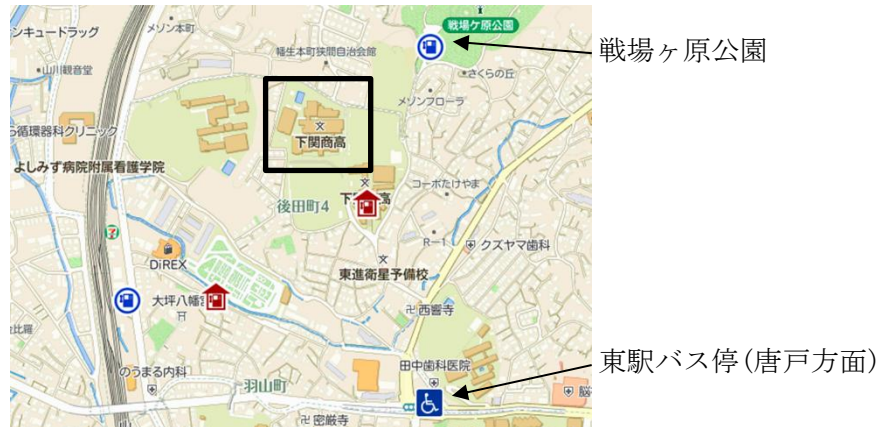 ンキュードラッグ
メゾン本町
幡生本町狭間自治会館
戦場ケ原公園
戦場ヶ原公園
山川観音堂
さくらの丘
メゾンフローラ
循環器科クリニック
下関商高
よしみず病院附属看護学院
後田町4
コーポたけやま
R-1
クズヤマ歯科
DiREX
東進衛星予備校
大坪八幡宮
卍西響寺
比羅
東駅バス停(唐戸方面)
田中歯科医院
のうまる内科
羽山町
脳
卍密厳寺